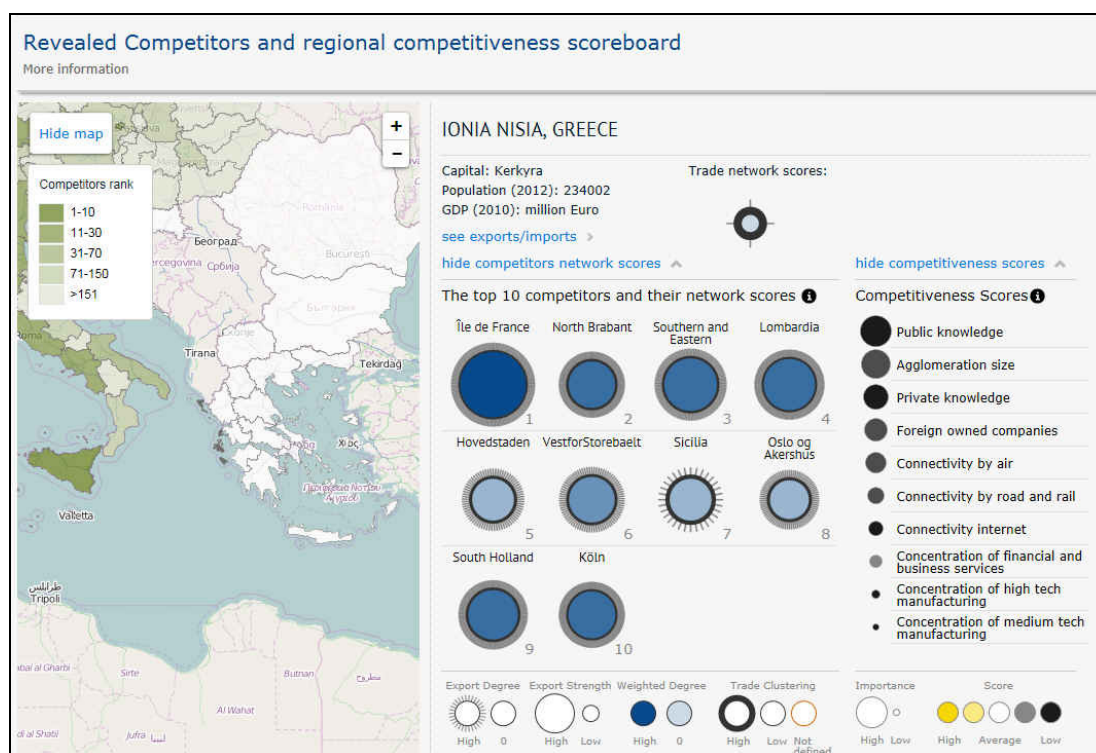 Revealed Competitors and regional competitiveness scoreboard
More information
Hide map
+
−
Competitors rank
1-10
11-30
31-70
71-150
>151
România
București
Београд
Србија
България
Tirana
Tekirdağ
Χίος
Valletta
طرابلس
Tripoli
Sirte
Butnan
مطروح
Al Wahat
Jufra
IONIA NISIA, GREECE
Capital: Kerkyra
Population (2012): 234002
GDP (2010): million Euro
see exports/imports >
Trade network scores:
hide competitors network scores
hide competitiveness scores
The top 10 competitors and their network scores i
Île de France
1
North Brabant
2
Southern and
Eastern
3
Lombardia
4
Hovedstaden
5
VestforStorebaelt
6
Sicilia
7
Oslo og
Akershus
8
South Holland
9
Köln
10
Competitiveness Scores i
Public knowledge
Agglomeration size
Private knowledge
Foreign owned companies
Connectivity by air
Connectivity by road and rail
Connectivity internet
Concentration of financial and
business services
Concentration of high tech
manufacturing
Concentration of medium tech
manufacturing
Export Degree
High 0
Export Strength
High Low
Weighted Degree
High 0
Trade Clustering
High Low Not
defined
Importance
High Low
Score
High Average Low